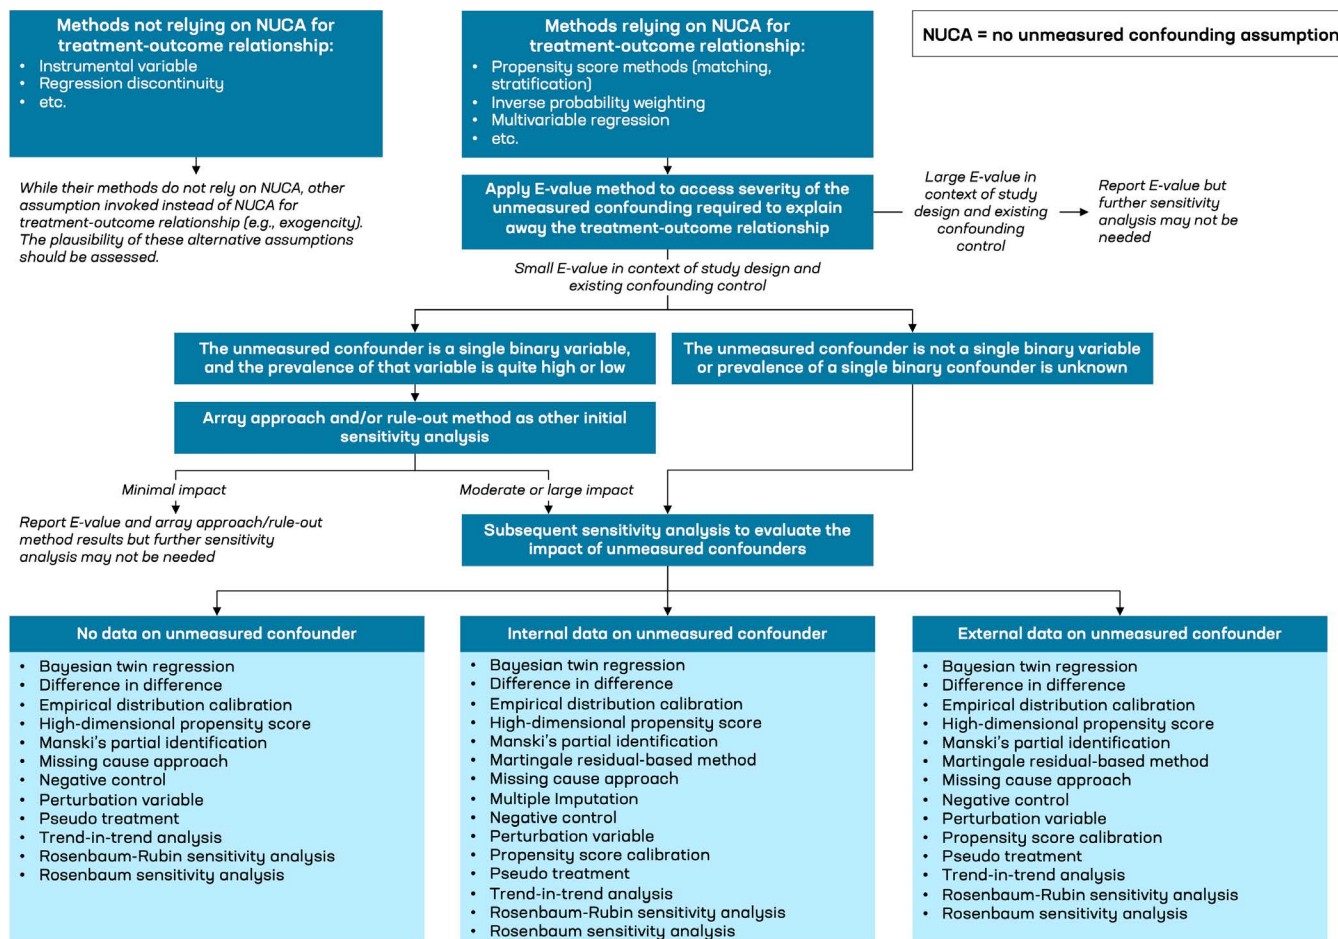 Methods not relying on NUCA for
treatment-outcome relationship:
• Instrumental variable
• Regression discontinuity
• etc.
Methods relying on NUCA for
treatment-outcome relationship:
• Propensity score methods (matching,
stratification)
• Inverse probability weighting
• Multivariable regression
• etc.
NUCA = no unmeasured confounding assumption
While their methods do not rely on NUCA, other
assumption invoked instead of NUCA for
treatment-outcome relationship (e.g., exogencity).
The plausibility of these alternative assumptions
should be assessed.
Apply E-value method to access severity of the
unmeasured confounding required to explain
away the treatment-outcome relationship
Large E-value in
context of study
design and existing
confounding
control
Report E-value but
further sensitivity
analysis may not be
needed
Small E-value in context of study design and
existing confounding control
The unmeasured confounder is a single binary variable,
and the prevalence of that variable is quite high or low
The unmeasured confounder is not a single binary variable
or prevalence of a single binary confounder is unknown
Array approach and/or rule-out method as other initial
sensitivity analysis
Minimal impact
Moderate or large impact
Report E-value and array approach/rule-out
method results but further sensitivity
analysis may not be needed
Subsequent sensitivity analysis to evaluate the
impact of unmeasured confounders
No data on unmeasured confounder
• Bayesian twin regression
• Difference in difference
• Empirical distribution calibration
• High-dimensional propensity score
• Manski's partial identification
• Missing cause approach
• Negative control
• Perturbation variable
• Pseudo treatment
• Trend-in-trend analysis
• Rosenbaum-Rubin sensitivity analysis
• Rosenbaum sensitivity analysis
Internal data on unmeasured confounder
• Bayesian twin regression
• Difference in difference
• Empirical distribution calibration
• High-dimensional propensity score
• Manski's partial identification
• Martingale residual-based method
• Missing cause approach
• Multiple Imputation
• Negative control
• Perturbation variable
• Propensity score calibration
• Pseudo treatment
• Trend-in-trend analysis
• Rosenbaum-Rubin sensitivity analysis
• Rosenbaum sensitivity analysis
External data on unmeasured confounder
• Bayesian twin regression
• Difference in difference
• Empirical distribution calibration
• High-dimensional propensity score
• Manski's partial identification
• Martingale residual-based method
• Missing cause approach
• Negative control
• Perturbation variable
• Propensity score calibration
• Pseudo treatment
• Trend-in-trend analysis
• Rosenbaum-Rubin sensitivity analysis
• Rosenbaum sensitivity analysis